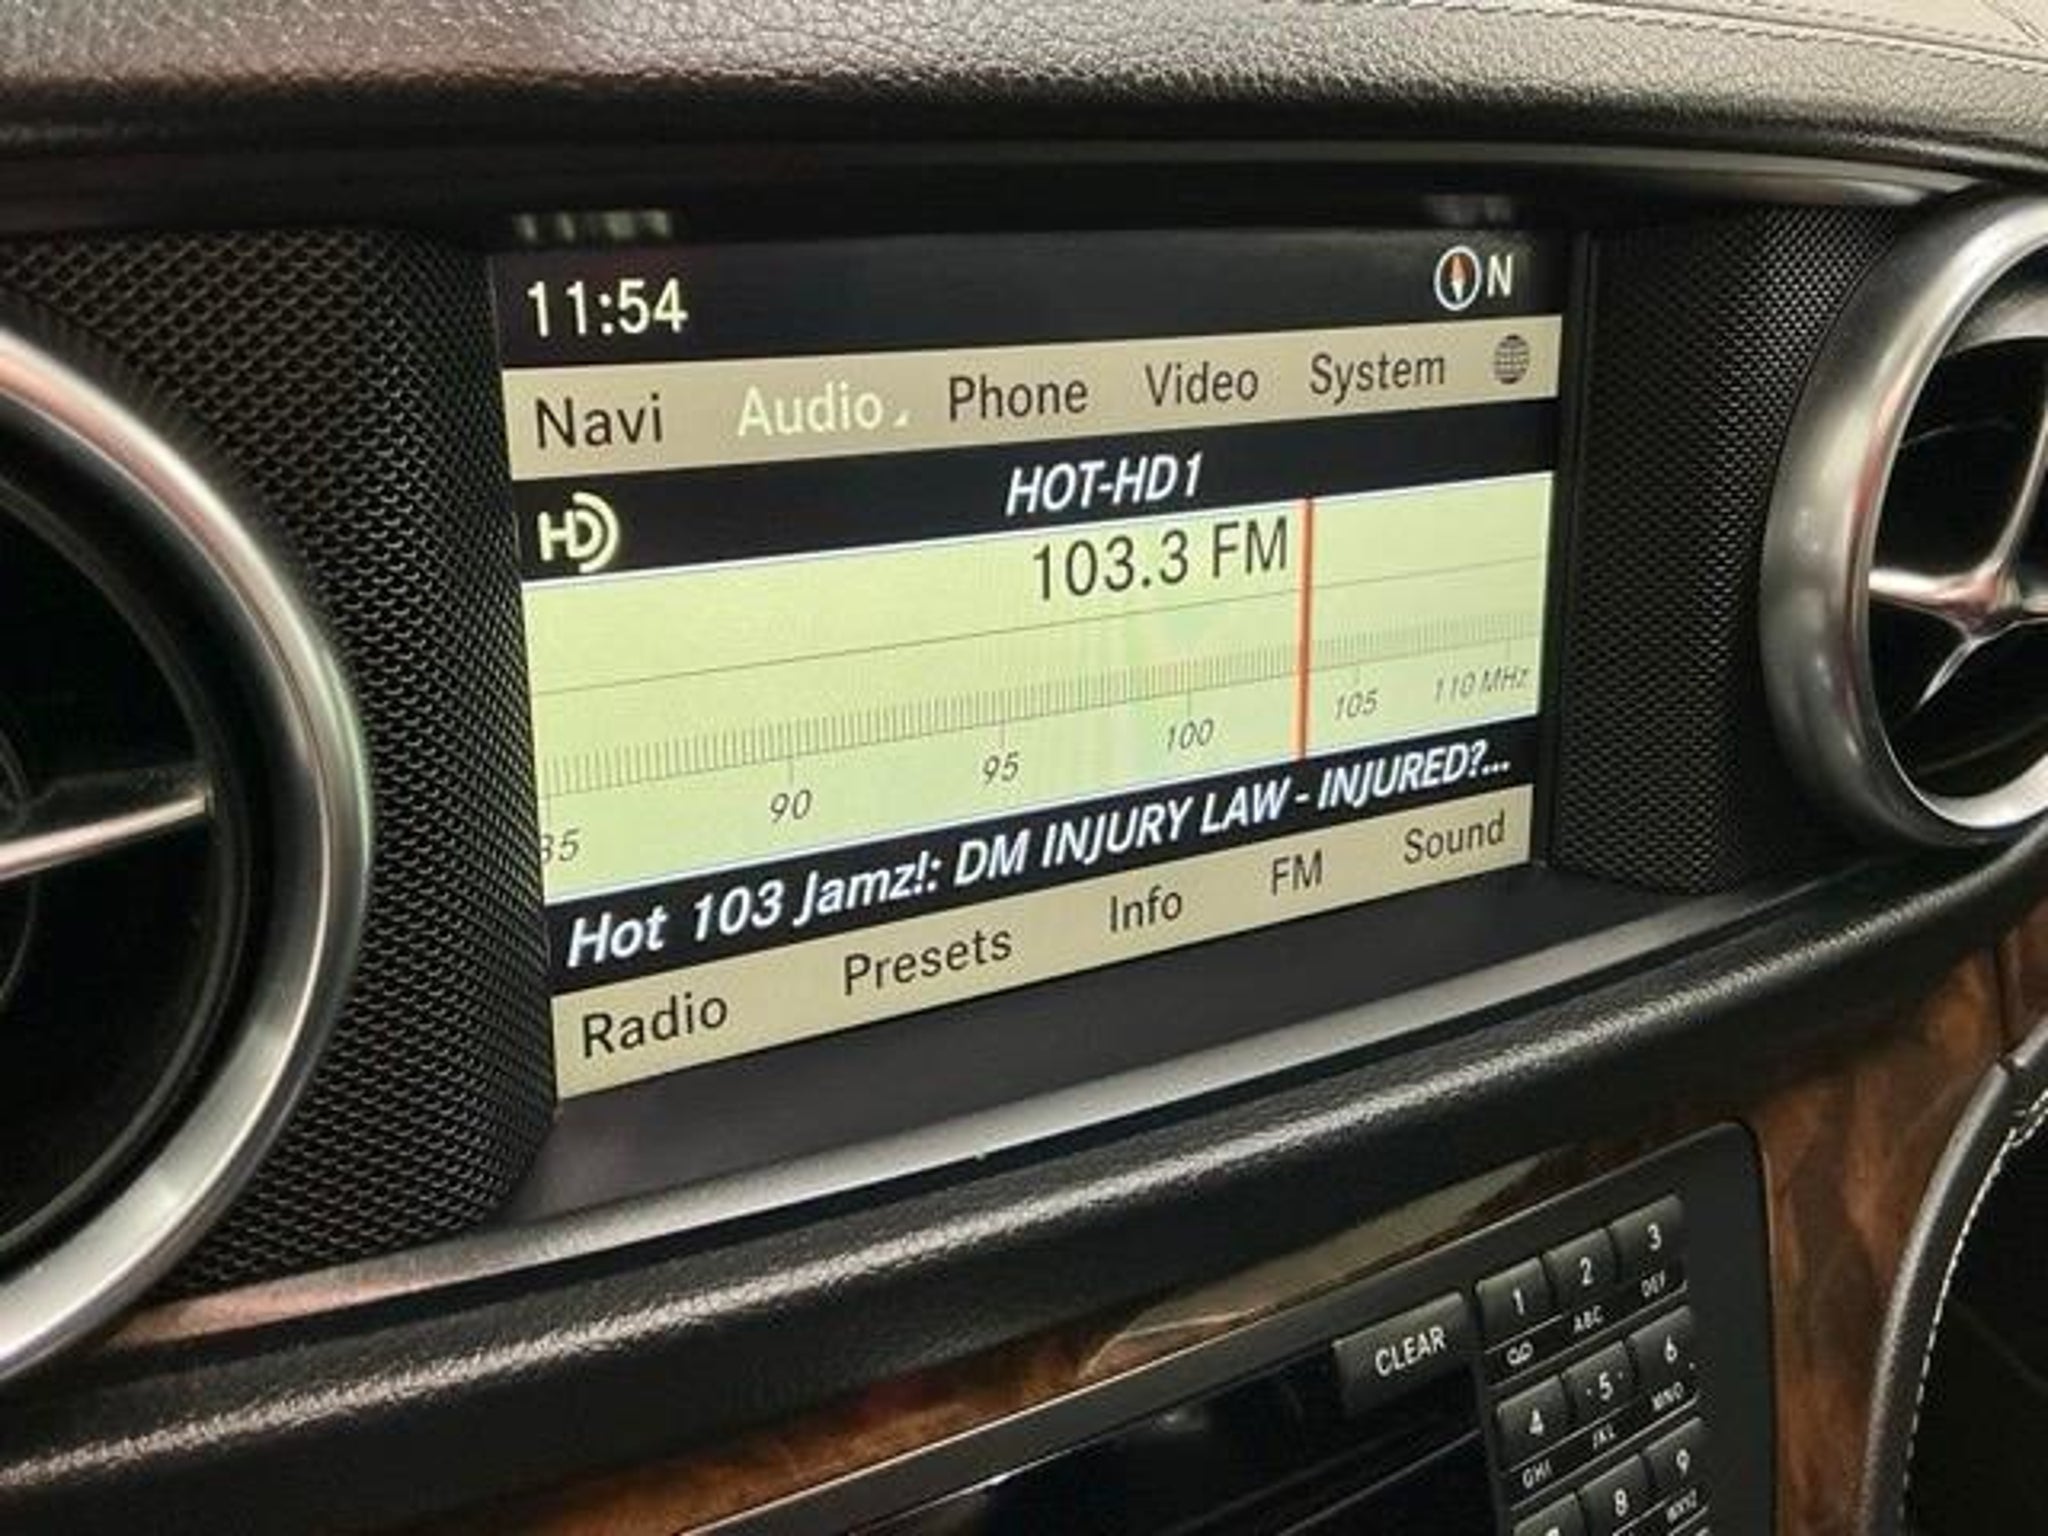 11:54 N
Navi Audio Phone Video System
HD HOT-HD1
103.3 FM
85 90 95 100 105 110 MHz
Hot 103 Jamz!: DM INJURY LAW - INJURED?...
Radio Presets Info FM Sound
CLEAR 1 2 ABC 3 DEF
4 GHI 5 JKL 6 MNO
8 9 WXYZ